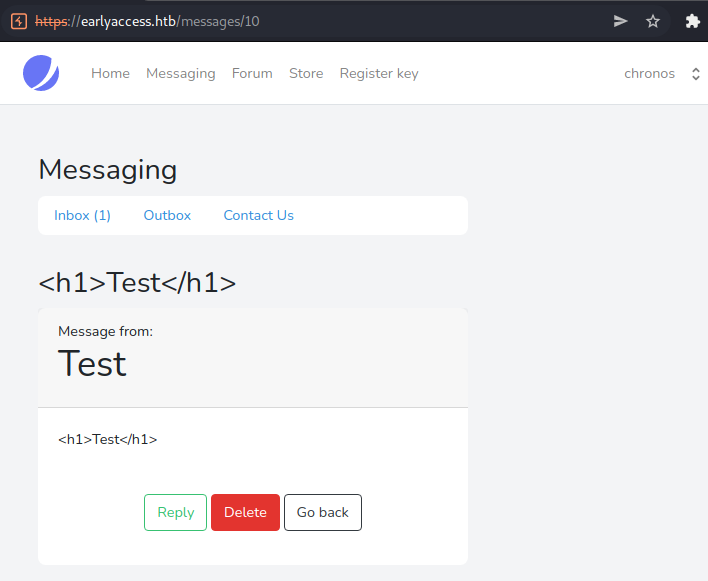 https://earlyaccess.htb/messages/10
Home Messaging Forum Store Register key chronos
Messaging
Inbox (1) Outbox Contact Us
<h1>Test</h1>
Message from:
Test
<h1>Test</h1>
Reply Delete Go back